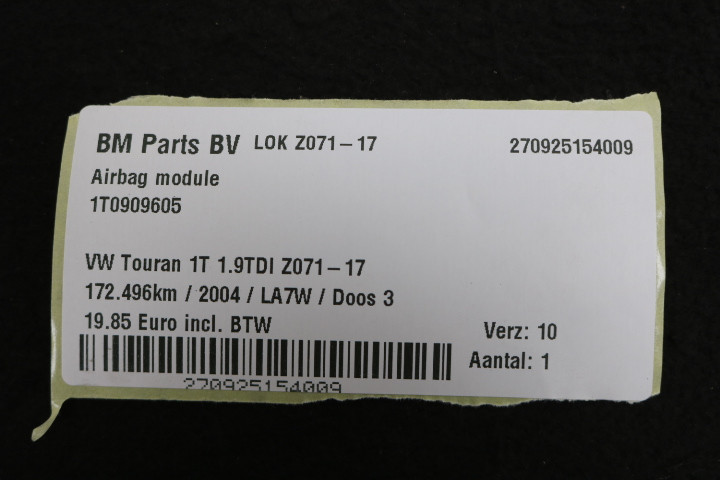 BM Parts BV LOK Z071-17 270925154009
Airbag module
1T0909605
VW Touran 1T 1.9TDI Z071-17
172.496km / 2004 / LA7W / Doos 3
19.85 Euro incl. BTW
Verz: 10
Aantal: 1
270925154009